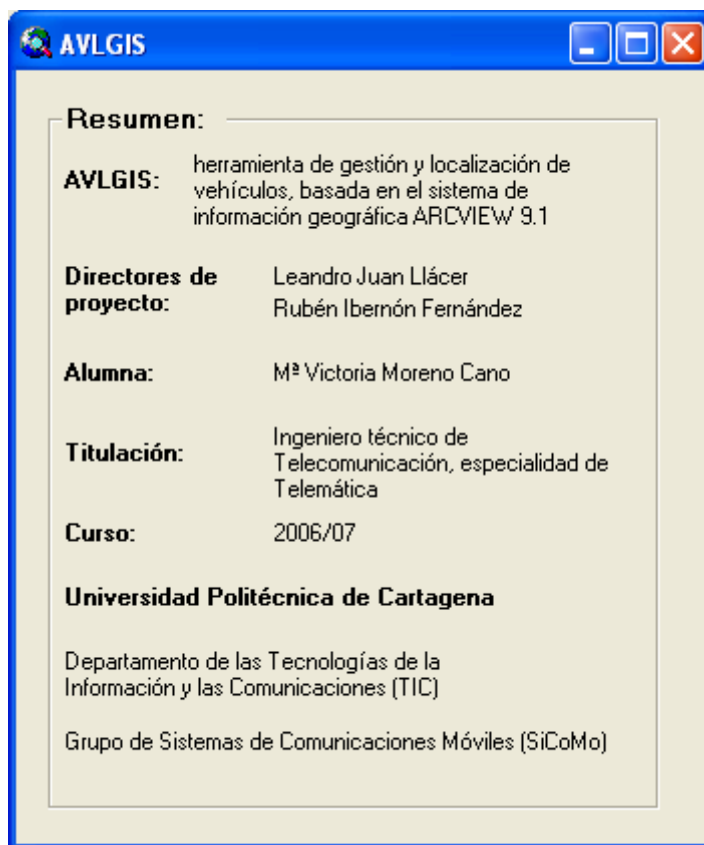 AVLGIS
Resumen:
AVLGIS:
herramienta de gestión y localización de
vehículos, basada en el sistema de
información geográfica ARCVIEW 9.1
Directores de
proyecto:
Leandro Juan Llácer
Rubén Ibernón Fernández
Alumna:
Mª Victoria Moreno Cano
Titulación:
Ingeniero técnico de
Telecomunicación, especialidad de
Telemática
Curso:
2006/07
Universidad Politécnica de Cartagena
Departamento de las Tecnologías de la
Información y las Comunicaciones (TIC)
Grupo de Sistemas de Comunicaciones Móviles (SiCoMo)